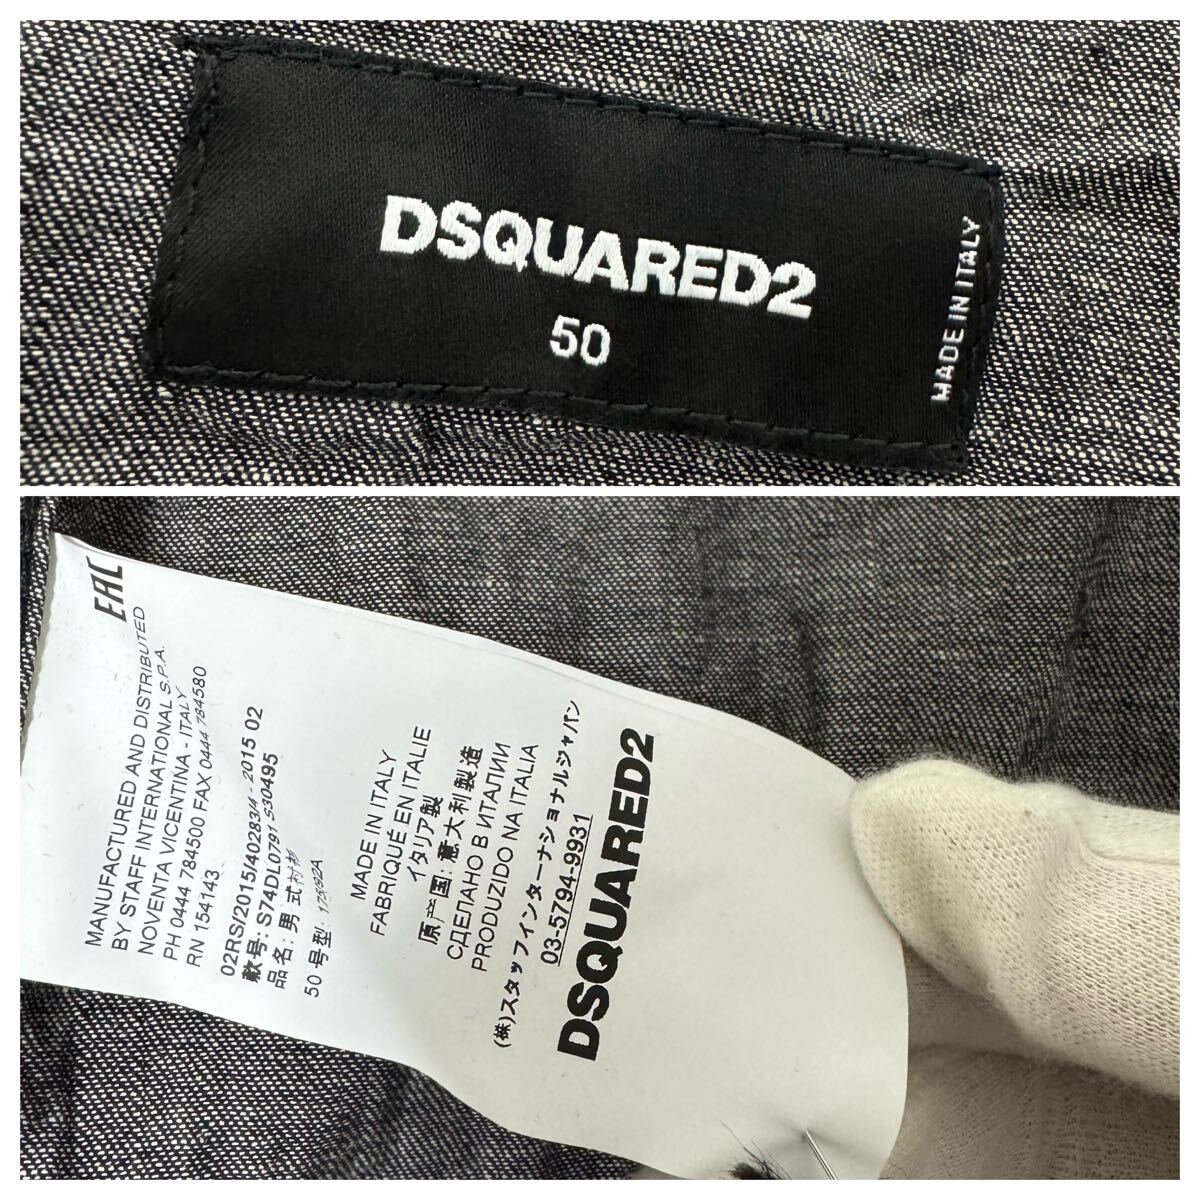 DSQUARED2
50
MADE IN ITALY
EAC
MANUFACTURED AND DISTRIBUTED
BY STAFF INTERNATIONAL S.P.A.
NOVENTA VICENTINA - ITALY
PH 0444 784500 FAX 0444 784580
RN 154143
02RS/2015/40283/4 - 2015 02
款号: S74DL0791 S30495
品名: 男 式衬衫
50 号型: 175/92A
MADE IN ITALY
FABRIQUÉ EN ITALIE
イタリア製
原产国: 意大利製造
СДЕЛАНО В ИТАЛИИ
PRODUZIDO NA ITALIA
(株)スタッフインターナショナルジャパン
03-5794-9931
DSQUARED2